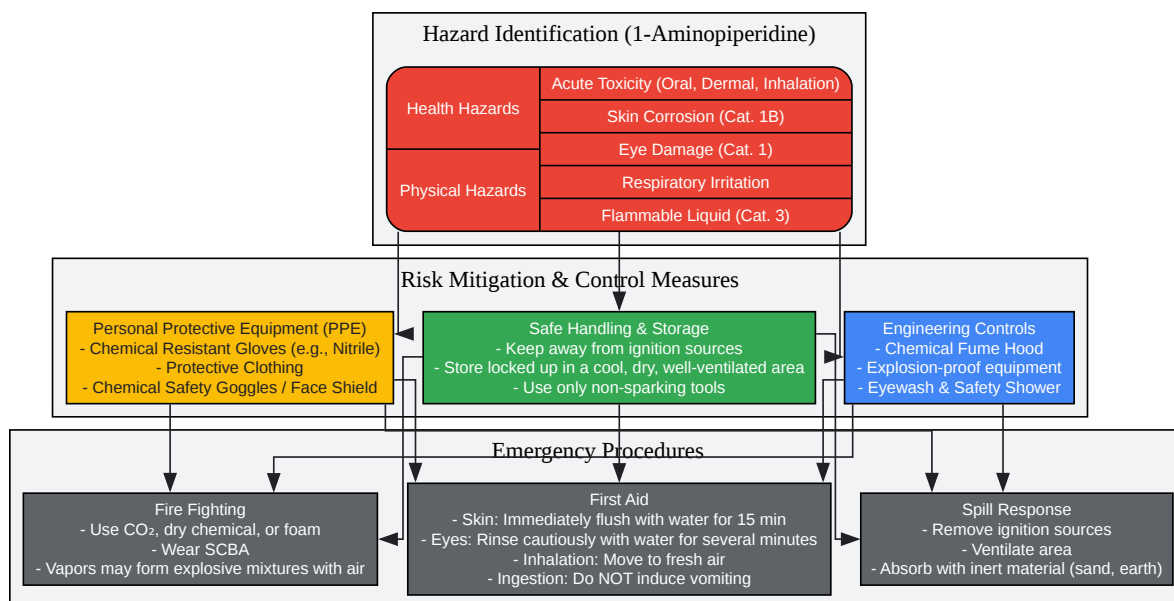 Hazard Identification (1-Aminopiperidine)
Health Hazards
Physical Hazards
Acute Toxicity (Oral, Dermal, Inhalation)
Skin Corrosion (Cat. 1B)
Eye Damage (Cat. 1)
Respiratory Irritation
Flammable Liquid (Cat. 3)
Risk Mitigation & Control Measures
Personal Protective Equipment (PPE)
- Chemical Resistant Gloves (e.g., Nitrile)
- Protective Clothing
- Chemical Safety Goggles / Face Shield
Safe Handling & Storage
- Keep away from ignition sources
- Store locked up in a cool, dry, well-ventilated area
- Use only non-sparking tools
Engineering Controls
- Chemical Fume Hood
- Explosion-proof equipment
- Eyewash & Safety Shower
Emergency Procedures
Fire Fighting
- Use CO₂, dry chemical, or foam
- Wear SCBA
- Vapors may form explosive mixtures with air
First Aid
- Skin: Immediately flush with water for 15 min
- Eyes: Rinse cautiously with water for several minutes
- Inhalation: Move to fresh air
- Ingestion: Do NOT induce vomiting
Spill Response
- Remove ignition sources
- Ventilate area
- Absorb with inert material (sand, earth)